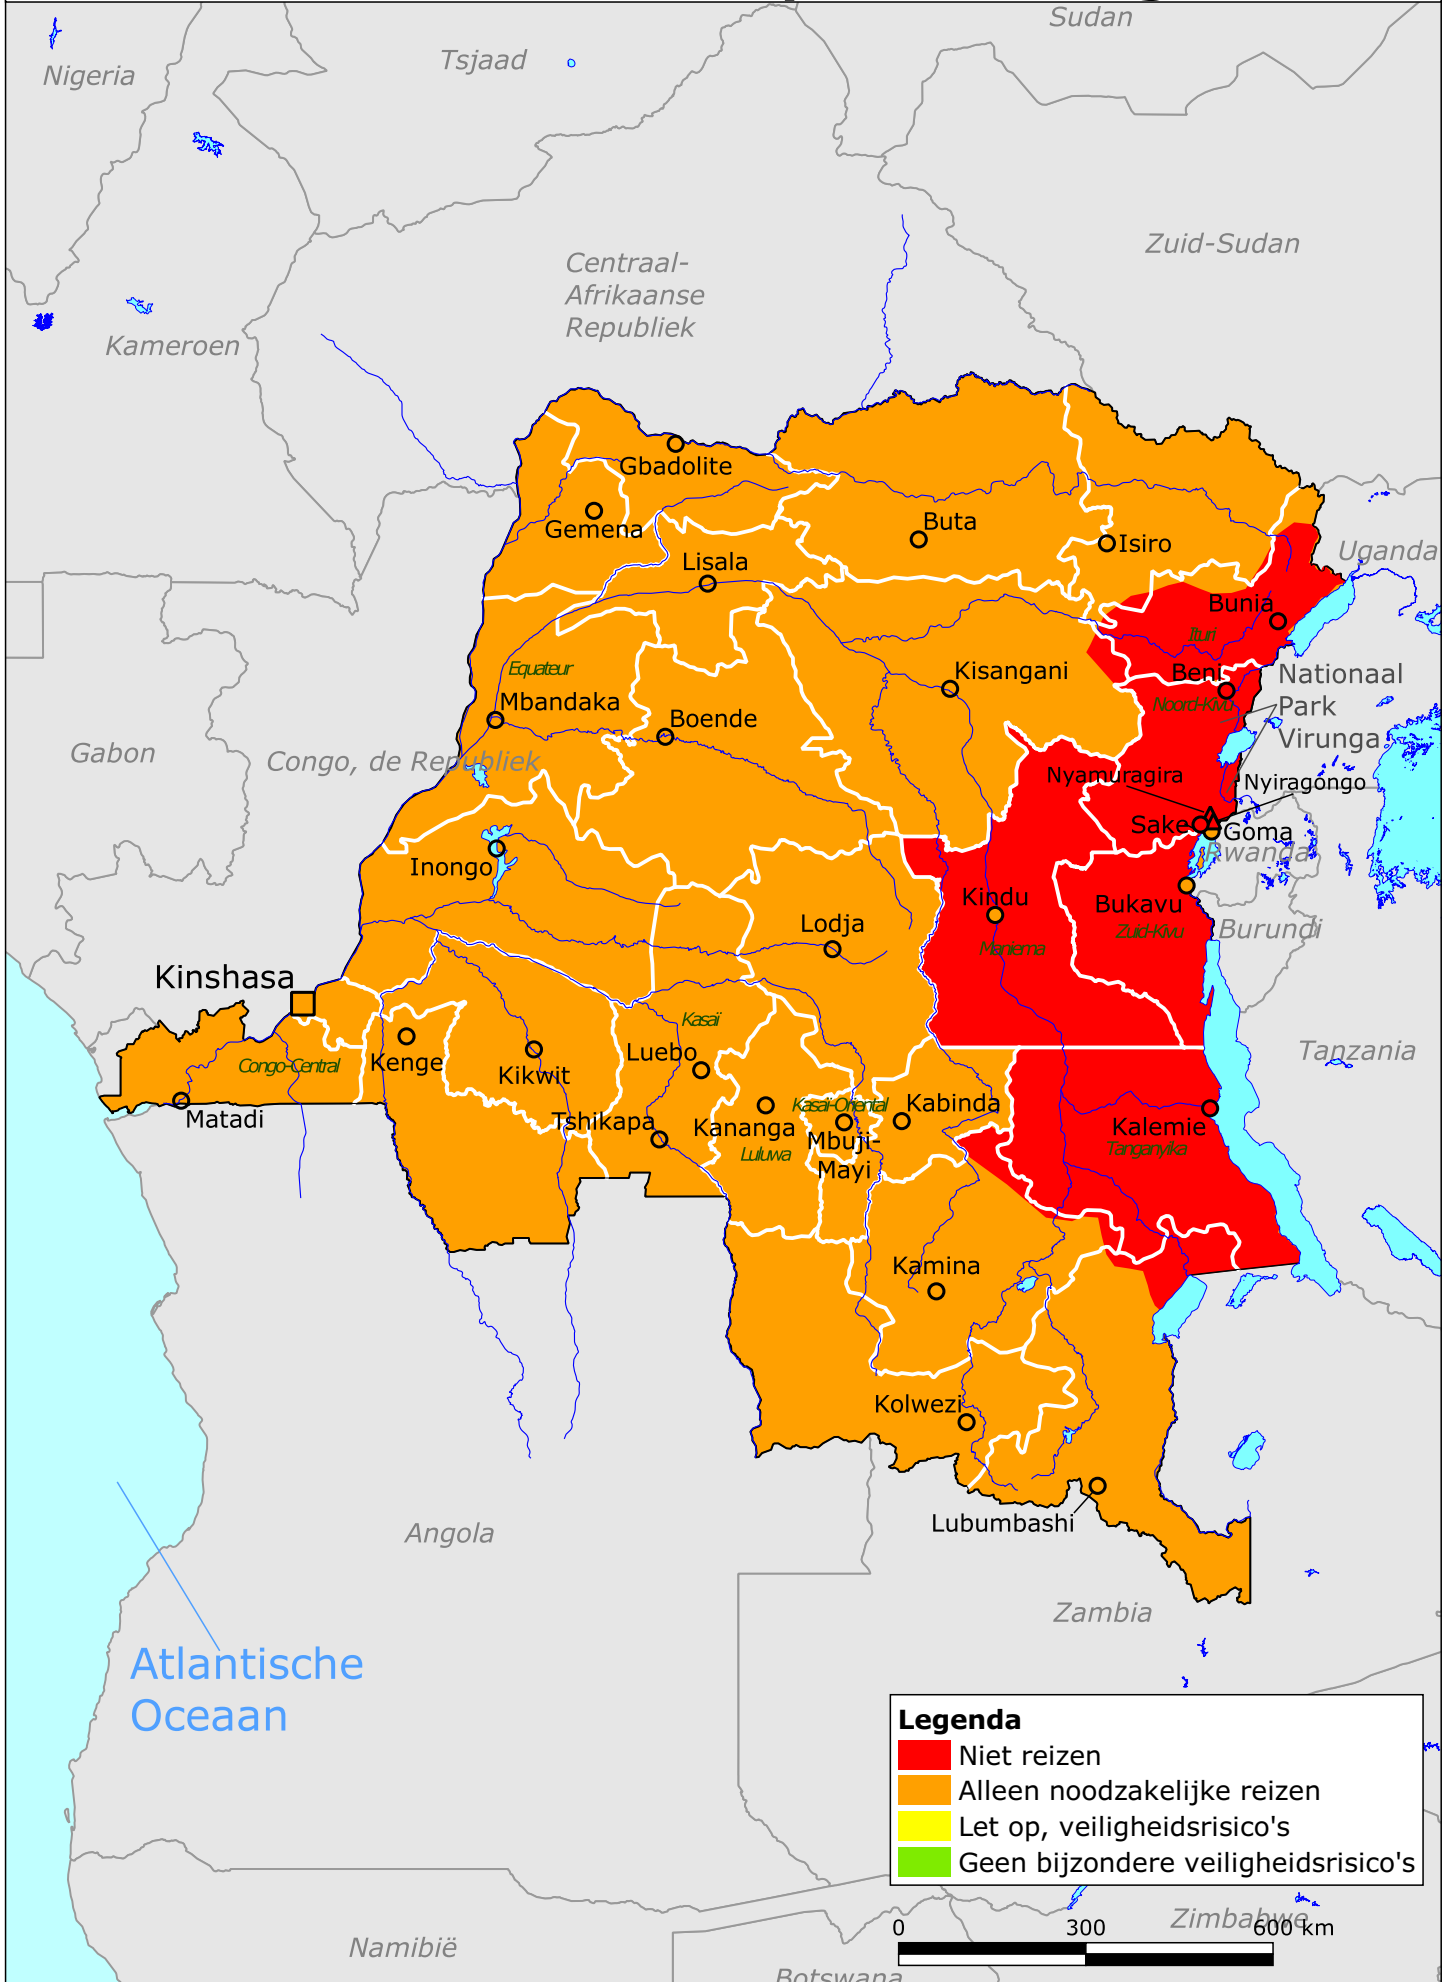 Sudan
Tsjaad
Nigeria
Zuid-Sudan
Centraal-
Afrikaanse
Republiek
Kameroen
Gbadolite
Gemena
Buta
Isiro
Uganda
Lisala
Bunia
Ituri
Equateur
Kisangani
Beni
Nationaal
Park
Virunga
Noord-Kivu
Mbandaka
Boende
Gabon
Congo, de Republiek
Nyamuragira
Nyiragongo
Sake
Goma
Rwanda
Inongo
Kindu
Bukavu
Zuid-Kivu
Burundi
Lodja
Maniema
Kinshasa
Kasaï
Congo-Central
Kenge
Luebo
Kikwit
Tanzania
Matadi
Tshikapa
Kananga
Kasaï-Oriental
Kabinda
Mbuji-
Mayi
Luluwa
Kalemie
Tanganyika
Kamina
Kolwezi
Lubumbashi
Angola
Zambia
Atlantische
Oceaan
Legenda
Niet reizen
Alleen noodzakelijke reizen
Let op, veiligheidsrisico's
Geen bijzondere veiligheidsrisico's
Zimbabwe
0 300 600 km
Namibië
Botswana